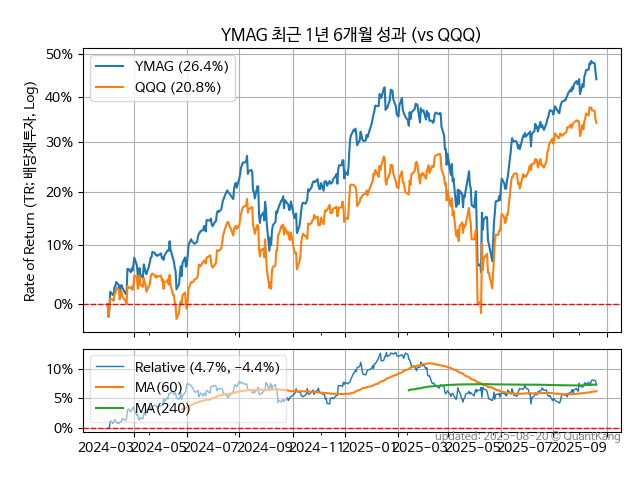 YMAG 최근 1년 6개월 성과 (vs QQQ)
Rate of Return (TR: 배당재투자, Log)
50%
40%
30%
20%
10%
0%
YMAG (26.4%)
QQQ (20.8%)
10%
5%
0%
Relative (4.7%, −4.4%)
MA(60)
MA(240)
2024-03
2024-05
2024-07
2024-09
2024-11
2025-01
2025-03
2025-05
2025-07
2025-09
updated: 2025-08-20 © QuantKang